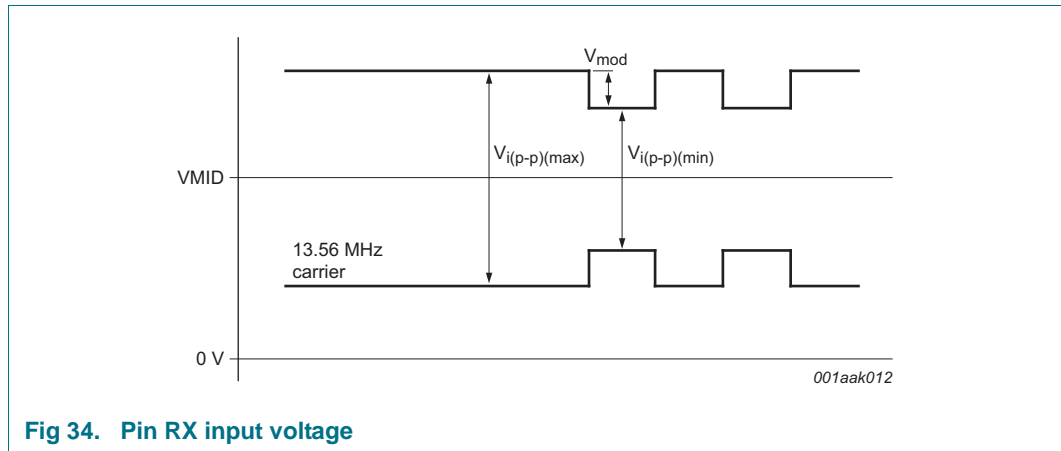 Vmod
Vi(p-p)(max)
Vi(p-p)(min)
VMID
13.56 MHz
carrier
0 V
001aak012
Fig 34. Pin RX input voltage